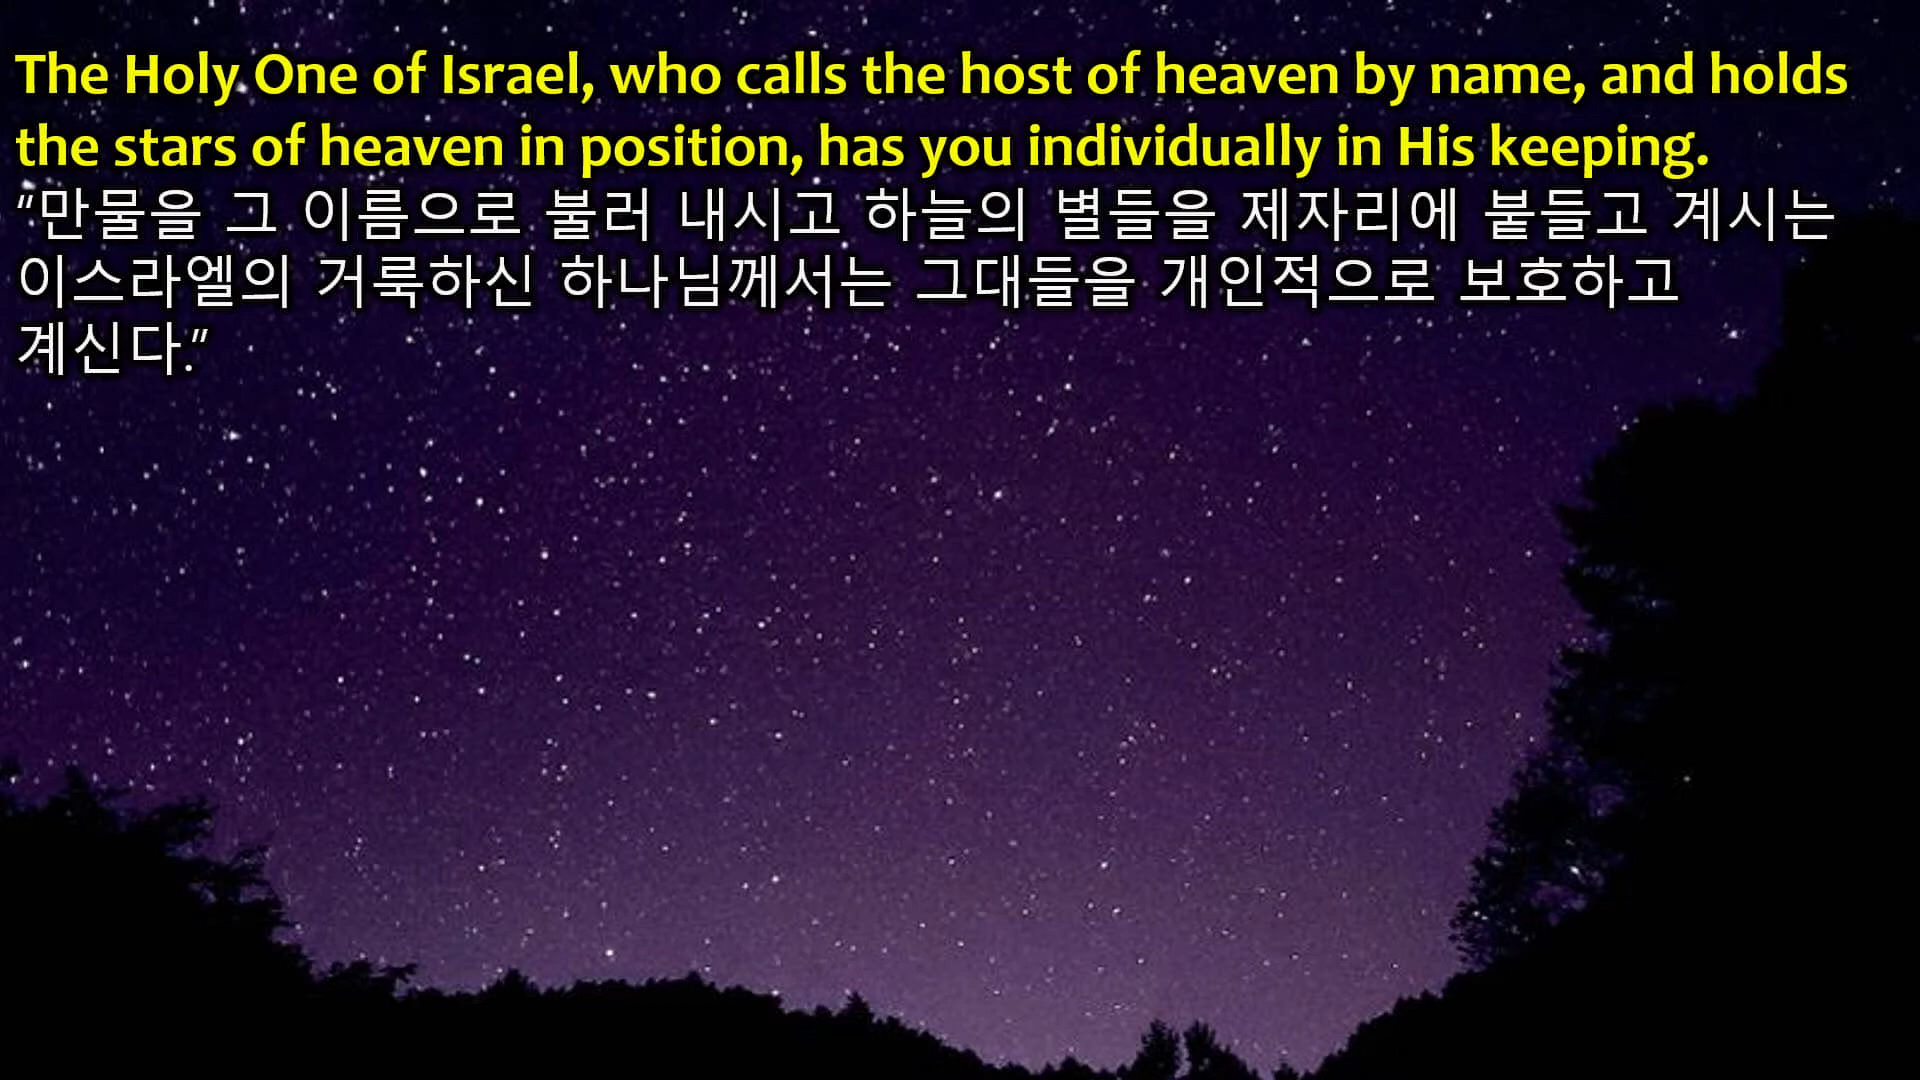 The Holy One of Israel, who calls the host of heaven by name, and holds
the stars of heaven in position, has you individually in His keeping.
“만물을 그 이름으로 불러 내시고 하늘의 별들을 제자리에 붙들고 계시는
이스라엘의 거룩하신 하나님께서는 그대들을 개인적으로 보호하고
계신다.”